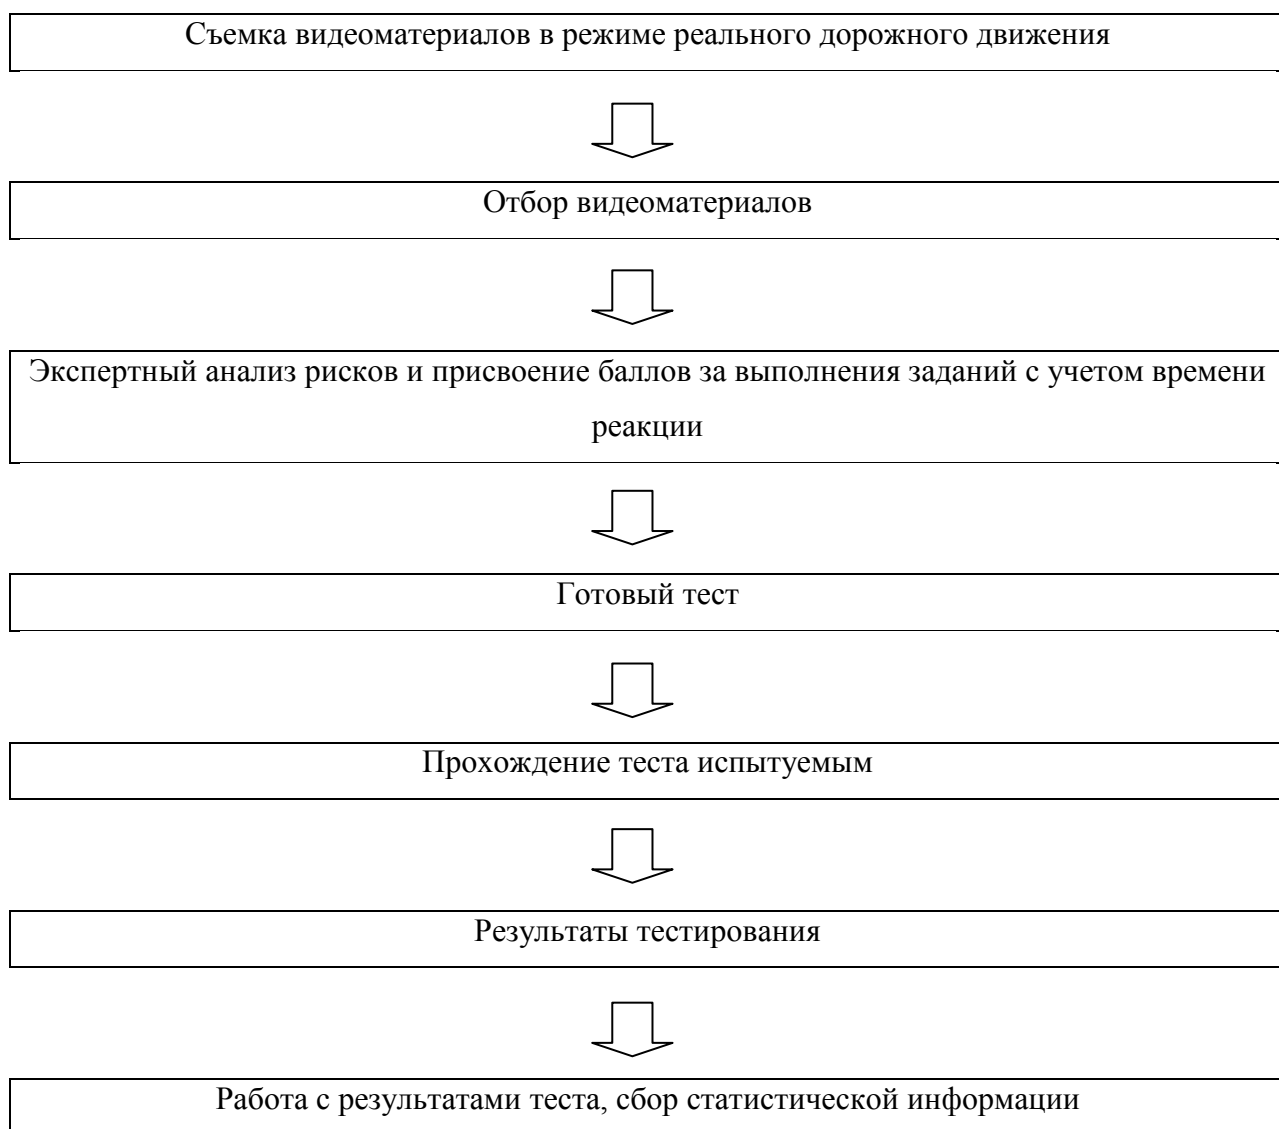 Съемка видеоматериалов в режиме реального дорожного движения
Отбор видеоматериалов
Экспертный анализ рисков и присвоение баллов за выполнения заданий с учетом времени
реакции
Готовый тест
Прохождение теста испытуемым
Результаты тестирования
Работа с результатами теста, сбор статистической информации